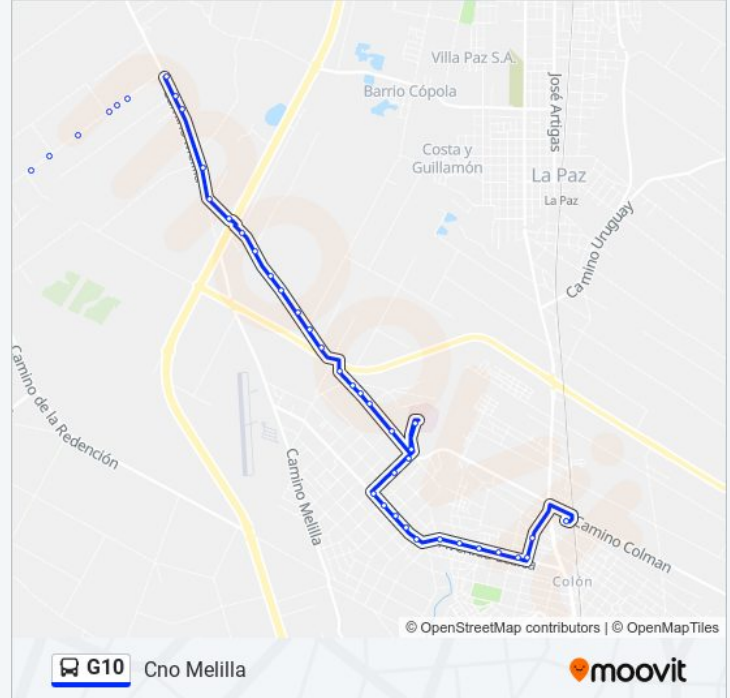 Villa Paz S.A.
Barrio Cópola
José Artigas
Costa y
Guillamón
La Paz
La Paz
Camino Uruguay
Camino de la Redención
Camino Melilla
Camino Colman
Colón
© OpenStreetMap contributors | © OpenMapTiles
G10
Cno Melilla
moovit